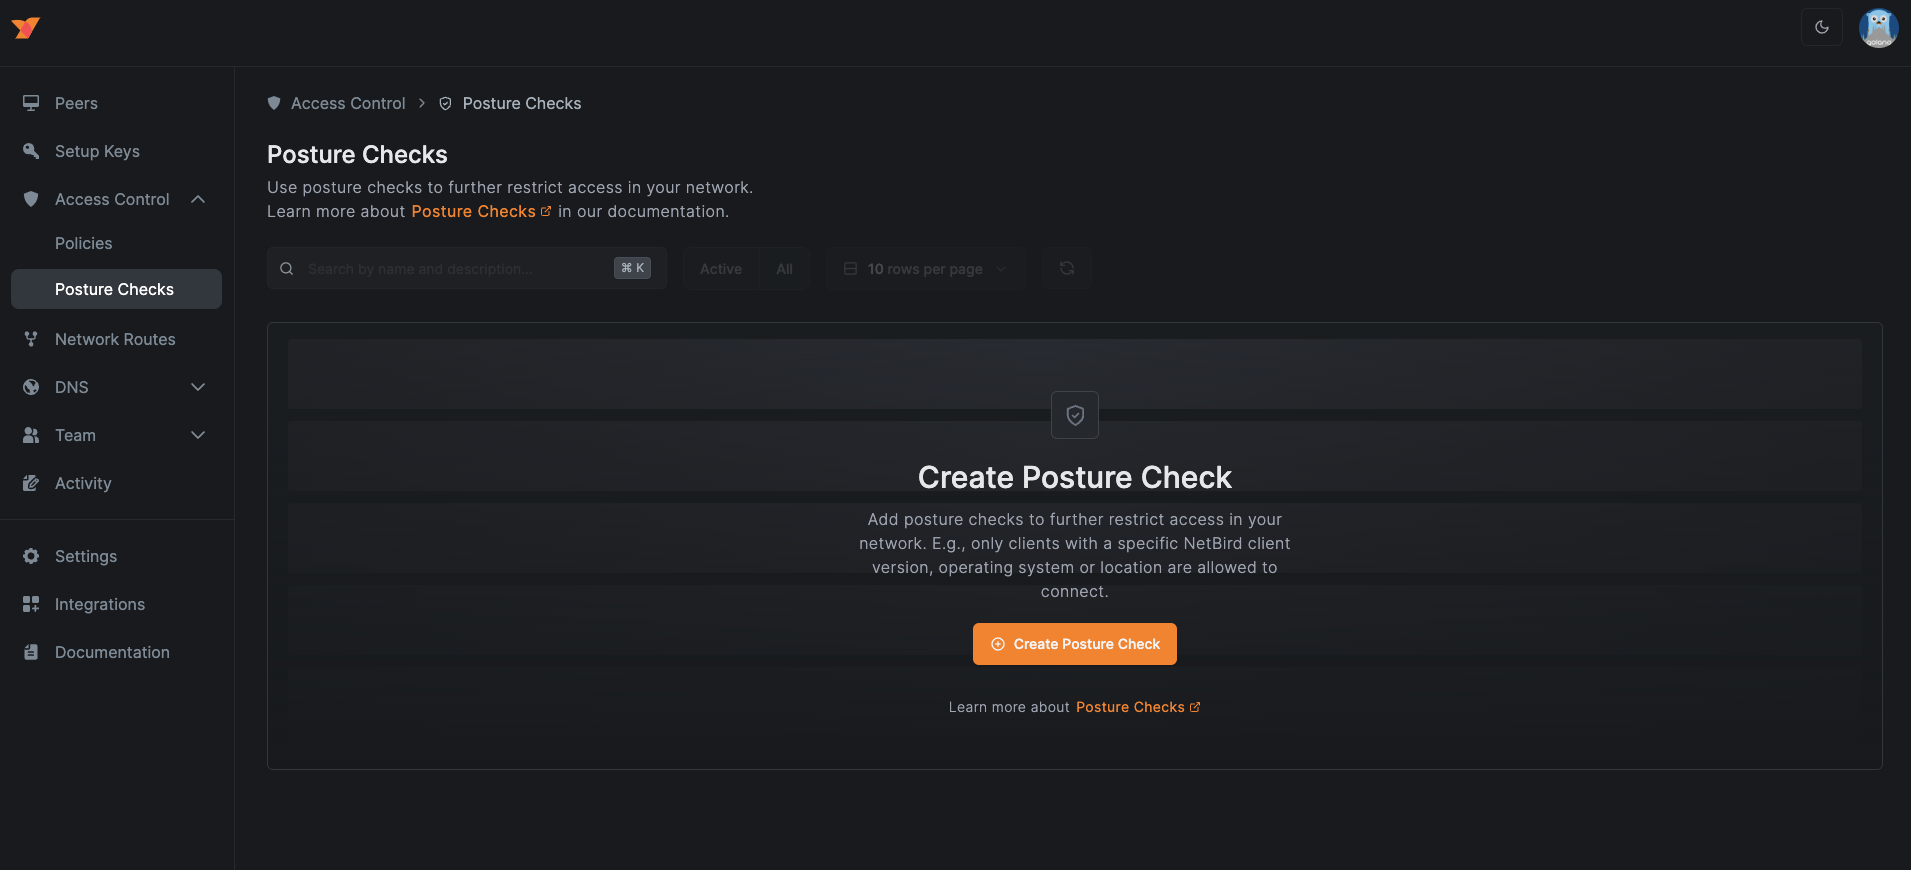 Peers
Setup Keys
Access Control
Policies
Posture Checks
Network Routes
DNS
Team
Activity
Settings
Integrations
Documentation
Access Control > Posture Checks
Posture Checks
Use posture checks to further restrict access in your network.
Learn more about Posture Checks in our documentation.
Search by name and description...
⌘ K
Active
All
10 rows per page
Create Posture Check
Add posture checks to further restrict access in your
network. E.g., only clients with a specific NetBird client
version, operating system or location are allowed to
connect.
Create Posture Check
Learn more about Posture Checks